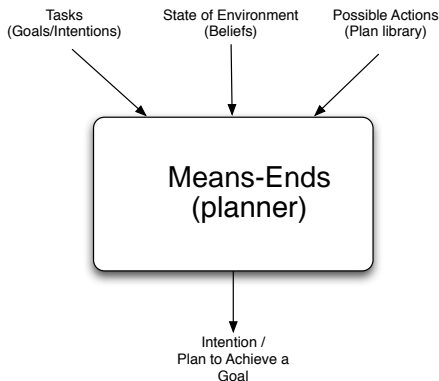 Tasks
(Goals/Intentions)
State of Environment
(Beliefs)
Possible Actions
(Plan library)
Means-Ends
(planner)
Intention /
Plan to Achieve a
Goal